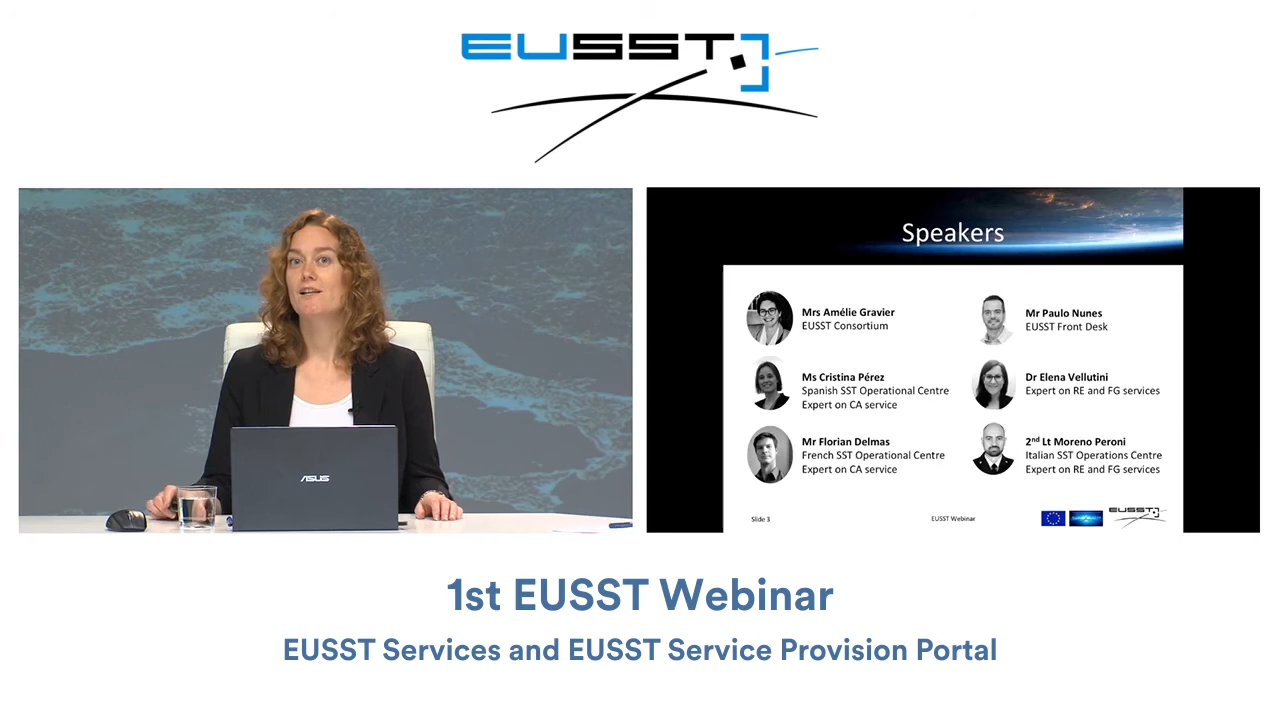 EUSST
ASUS
Speakers
Mrs Amélie Gravier
EUSST Consortium
Mr Paulo Nunes
EUSST Front Desk
Ms Cristina Pérez
Spanish SST Operational Centre
Expert on CA service
Dr Elena Vellutini
Expert on RE and FG services
Mr Florian Delmas
French SST Operational Centre
Expert on CA service
2nd Lt Moreno Peroni
Italian SST Operations Centre
Expert on RE and FG services
Slide 3
EUSST Webinar
EUSST
1st EUSST Webinar
EUSST Services and EUSST Service Provision Portal